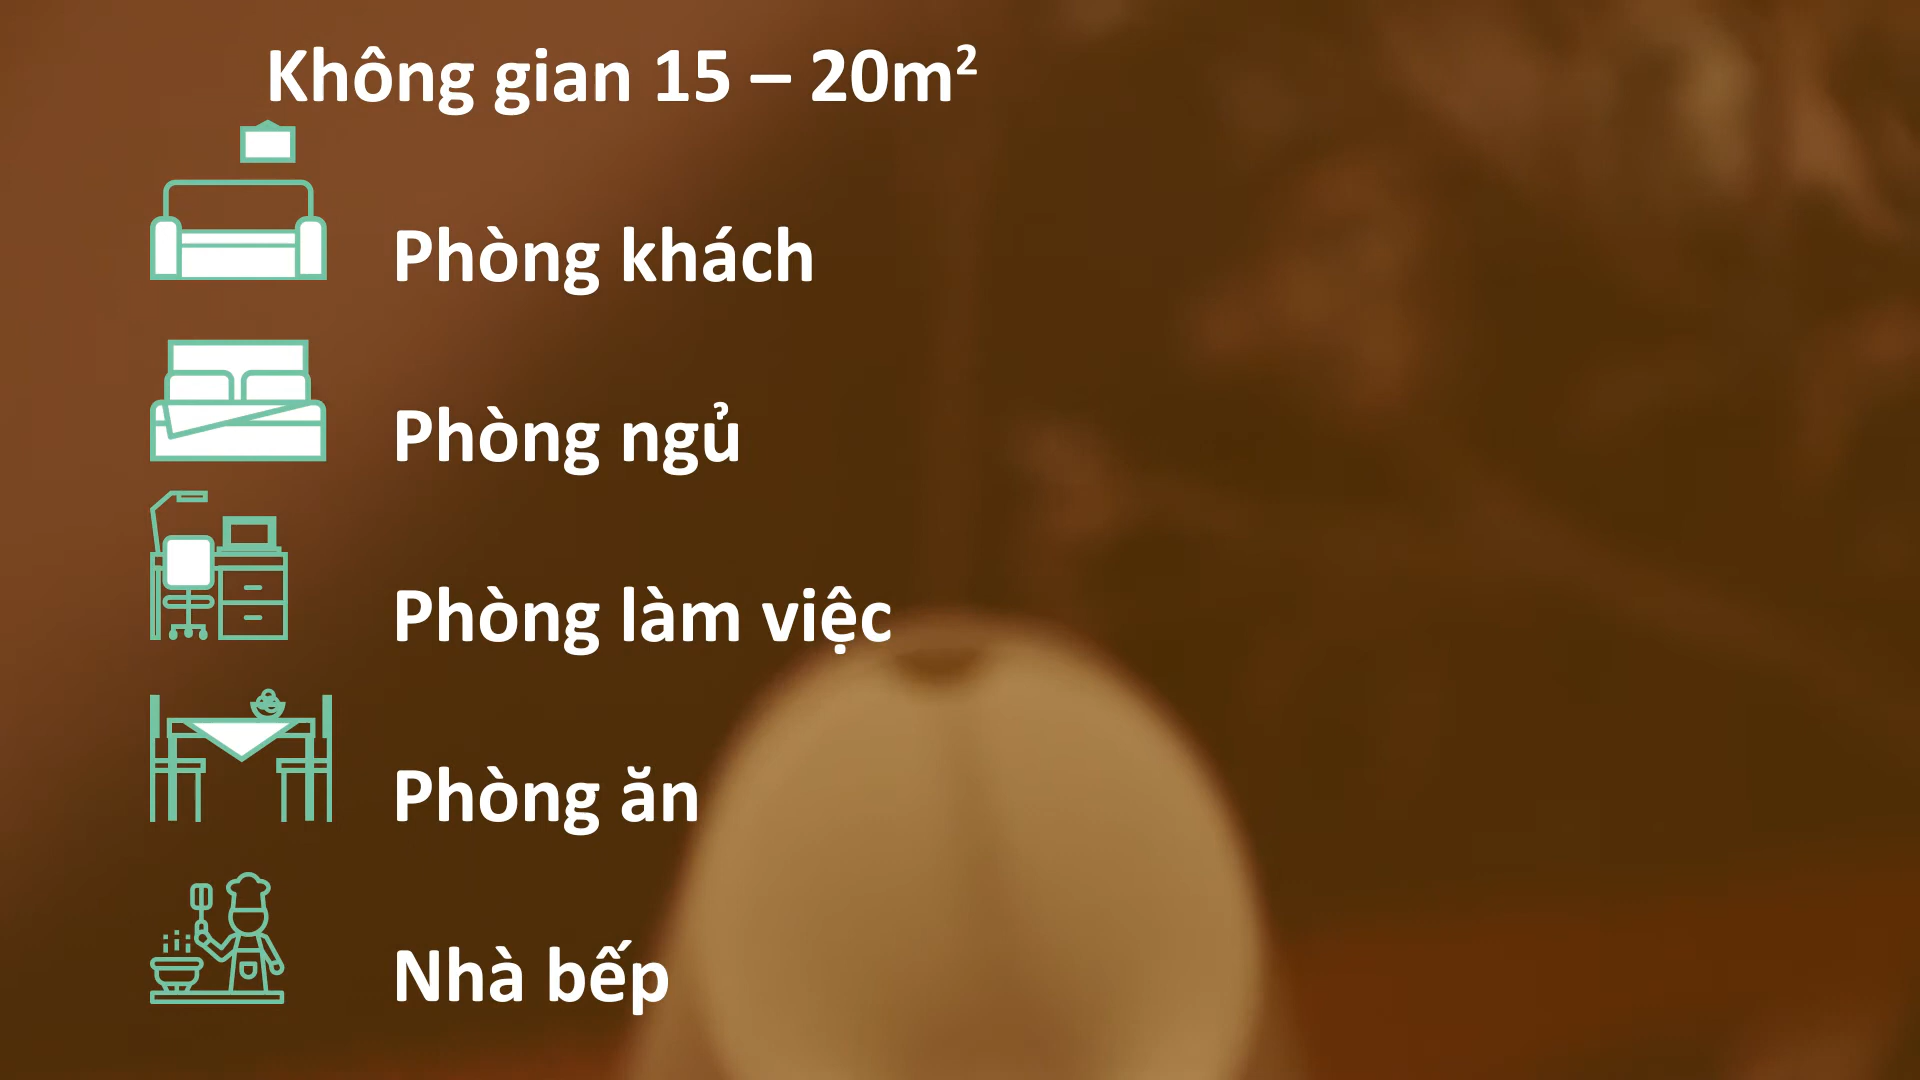 Không gian 15 – 20m²
Phòng khách
Phòng ngủ
Phòng làm việc
Phòng ăn
Nhà bếp